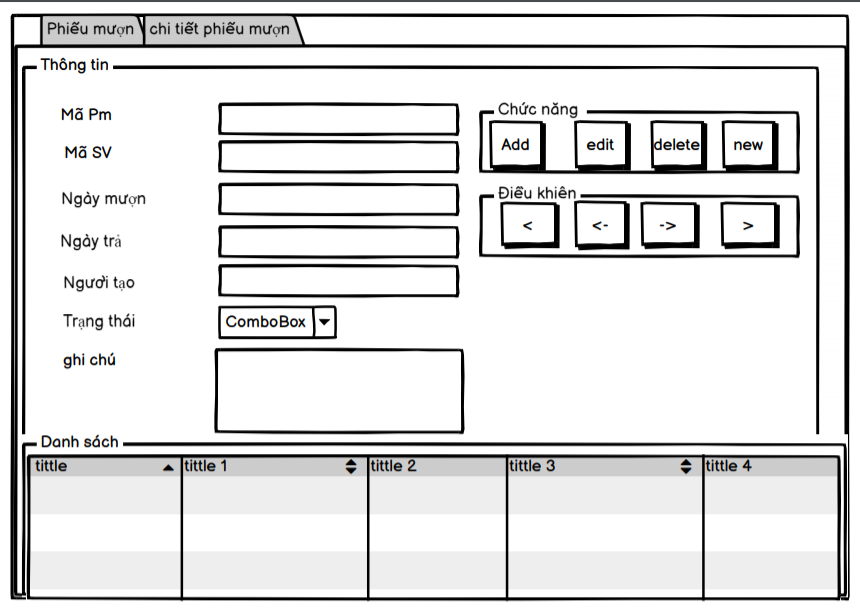 Phiếu mượn
chi tiết phiếu mượn
Thông tin
Mã Pm
Mã SV
Ngày mượn
Ngày trả
Người tạo
Trạng thái
ComboBox
ghi chú
Chức năng
Add
edit
delete
new
Điều khiên
<
<-
->
>
Danh sách
tittle
tittle 1
tittle 2
tittle 3
tittle 4